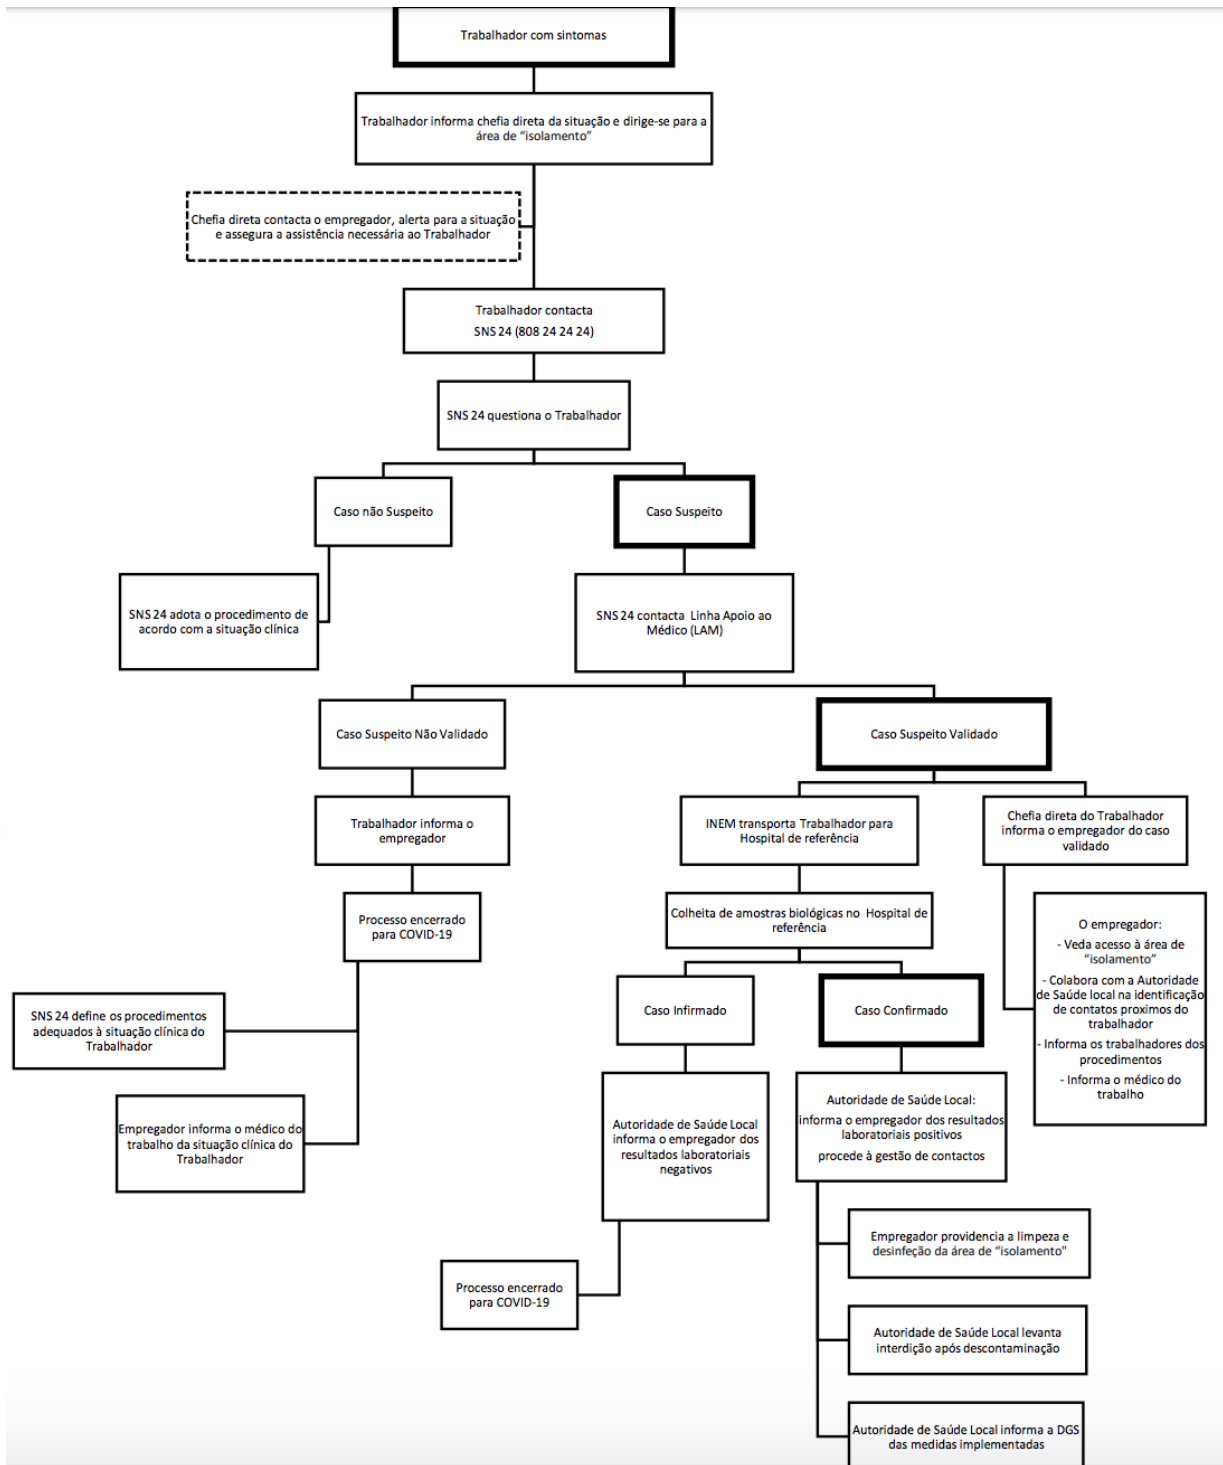 Trabalhador com sintomas
Trabalhador informa chefia direta da situação e dirige-se para a
área de “isolamento”
Chefia direta contacta o empregador, alerta para a situação
e assegura a assistência necessária ao Trabalhador
Trabalhador contacta
SNS 24 (808 24 24 24)
SNS 24 questiona o Trabalhador
Caso não Suspeito
Caso Suspeito
SNS 24 adota o procedimento de
acordo com a situação clínica
SNS 24 contacta Linha Apoio ao
Médico (LAM)
Caso Suspeito Não Validado
Caso Suspeito Validado
Trabalhador informa o
empregador
INEM transporta Trabalhador para
Hospital de referência
Chefia direta do Trabalhador
informa o empregador do caso
validado
Processo encerrado
para COVID-19
Colheita de amostras biológicas no Hospital de
referência
O empregador:
- Veda acesso à área de
“isolamento”
- Colabora com a Autoridade
de Saúde local na identificação
de contatos proximos do
trabalhador
- Informa os trabalhadores dos
procedimentos
- Informa o médico do
trabalho
SNS 24 define os procedimentos
adequados à situação clínica do
Trabalhador
Caso Infirmado
Caso Confirmado
Empregador informa o médico do
trabalho da situação clínica do
Trabalhador
Autoridade de Saúde Local
informa o empregador dos
resultados laboratoriais
negativos
Autoridade de Saúde Local:
informa o empregador dos resultados
laboratoriais positivos
procede à gestão de contactos
Processo encerrado
para COVID-19
Empregador providencia a limpeza e
desinfeção da área de “isolamento"
Autoridade de Saúde Local levanta
interdição após descontaminação
Autoridade de Saúde Local informa a DGS
das medidas implementadas